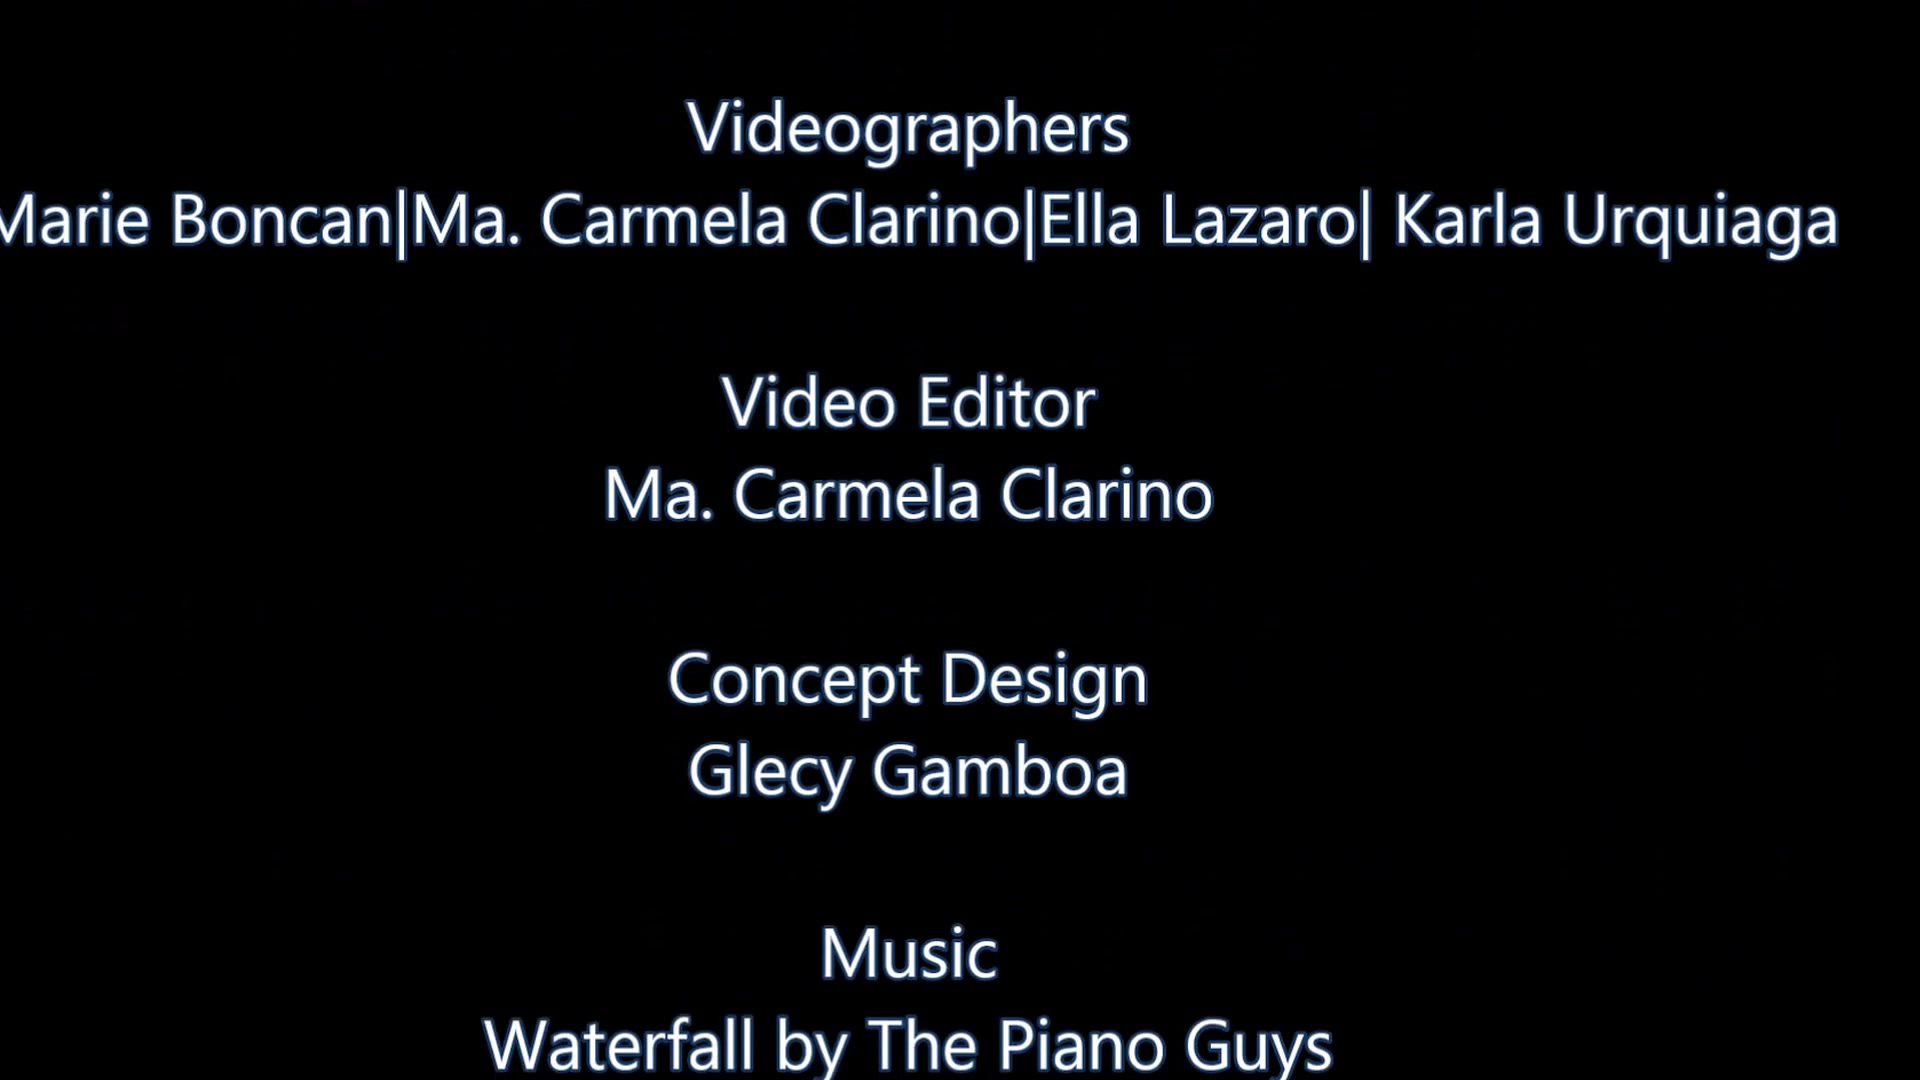 Videographers
Marie Boncan|Ma. Carmela Clarino|Ella Lazaro| Karla Urquiaga
Video Editor
Ma. Carmela Clarino
Concept Design
Glecy Gamboa
Music
Waterfall by The Piano Guys